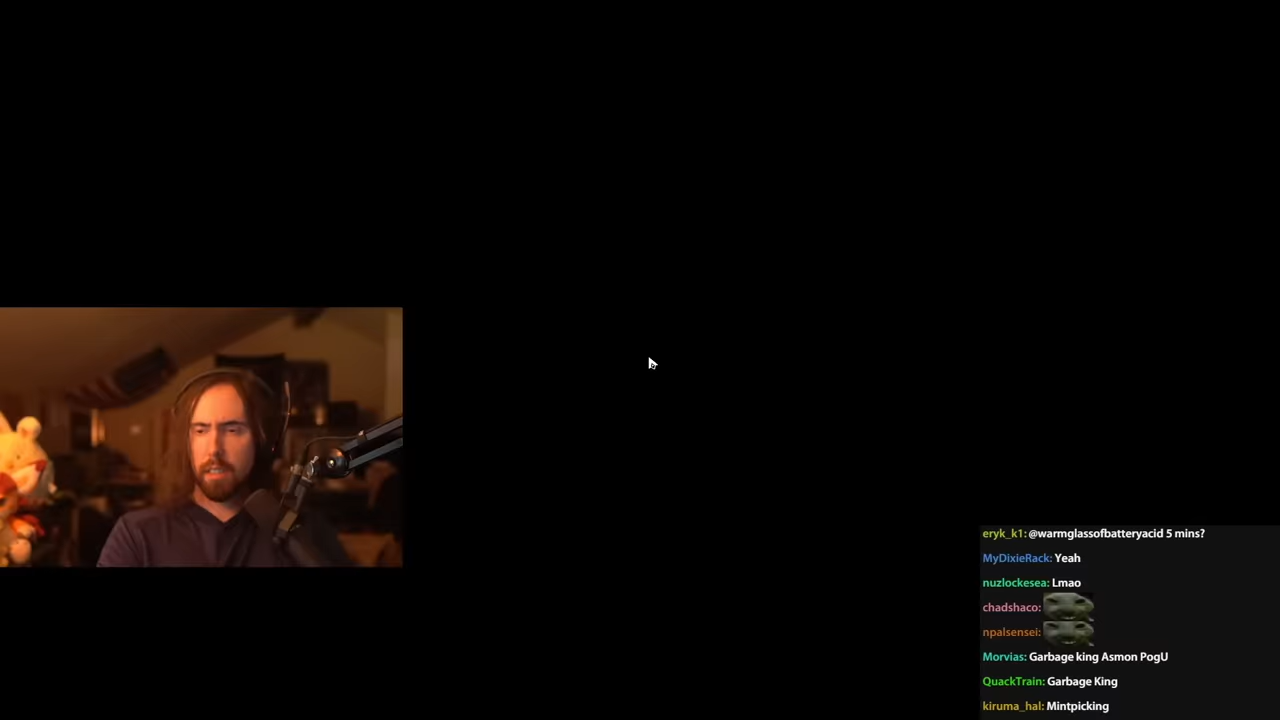 eryk_k1: @warmglassofbatteryacid 5 mins?
MyDixieRack: Yeah
nuzlockesea: Lmao
chadshaco:
npalsensei:
Morvias: Garbage king Asmon PogU
QuackTrain: Garbage King
kiruma_hal: Mintpicking